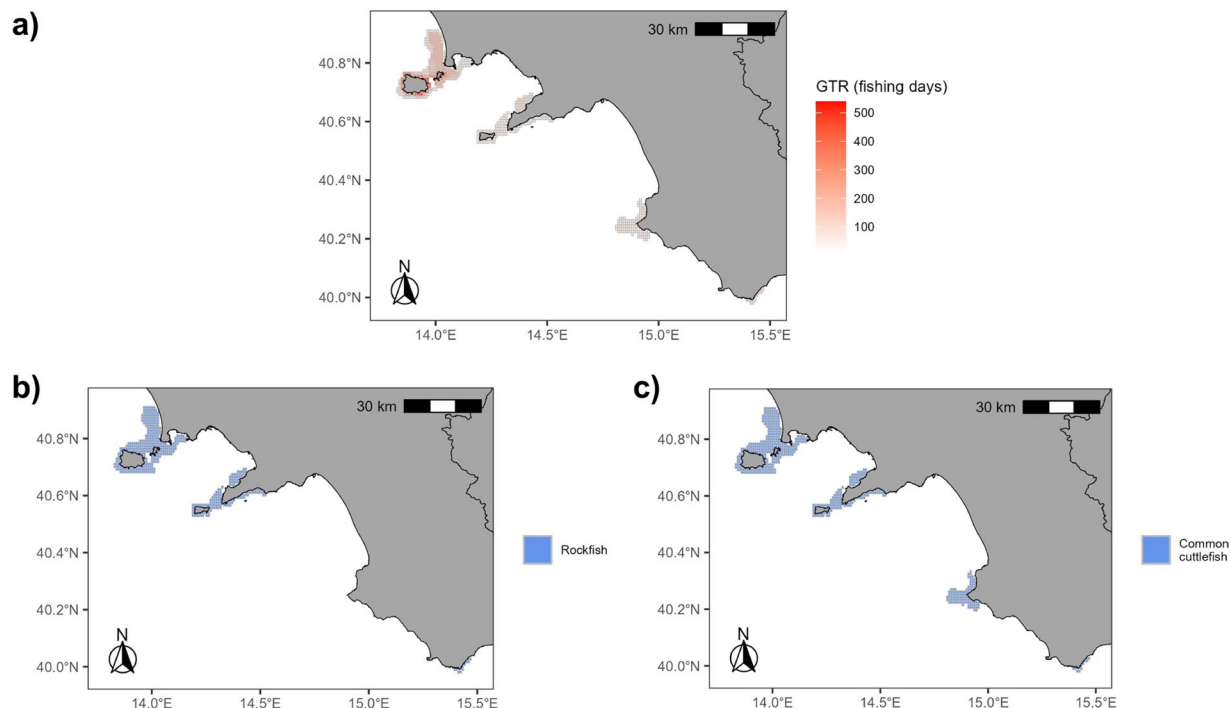 a)
30 km
40.8°N
40.6°N
40.4°N
40.2°N
40.0°N
N
14.0°E 14.5°E 15.0°E 15.5°E
GTR (fishing days)
500
400
300
200
100
b)
30 km
40.8°N
40.6°N
40.4°N
40.2°N
40.0°N
N
14.0°E 14.5°E 15.0°E 15.5°E
Rockfish
c)
30 km
40.8°N
40.6°N
40.4°N
40.2°N
40.0°N
N
14.0°E 14.5°E 15.0°E 15.5°E
Common
cuttlefish